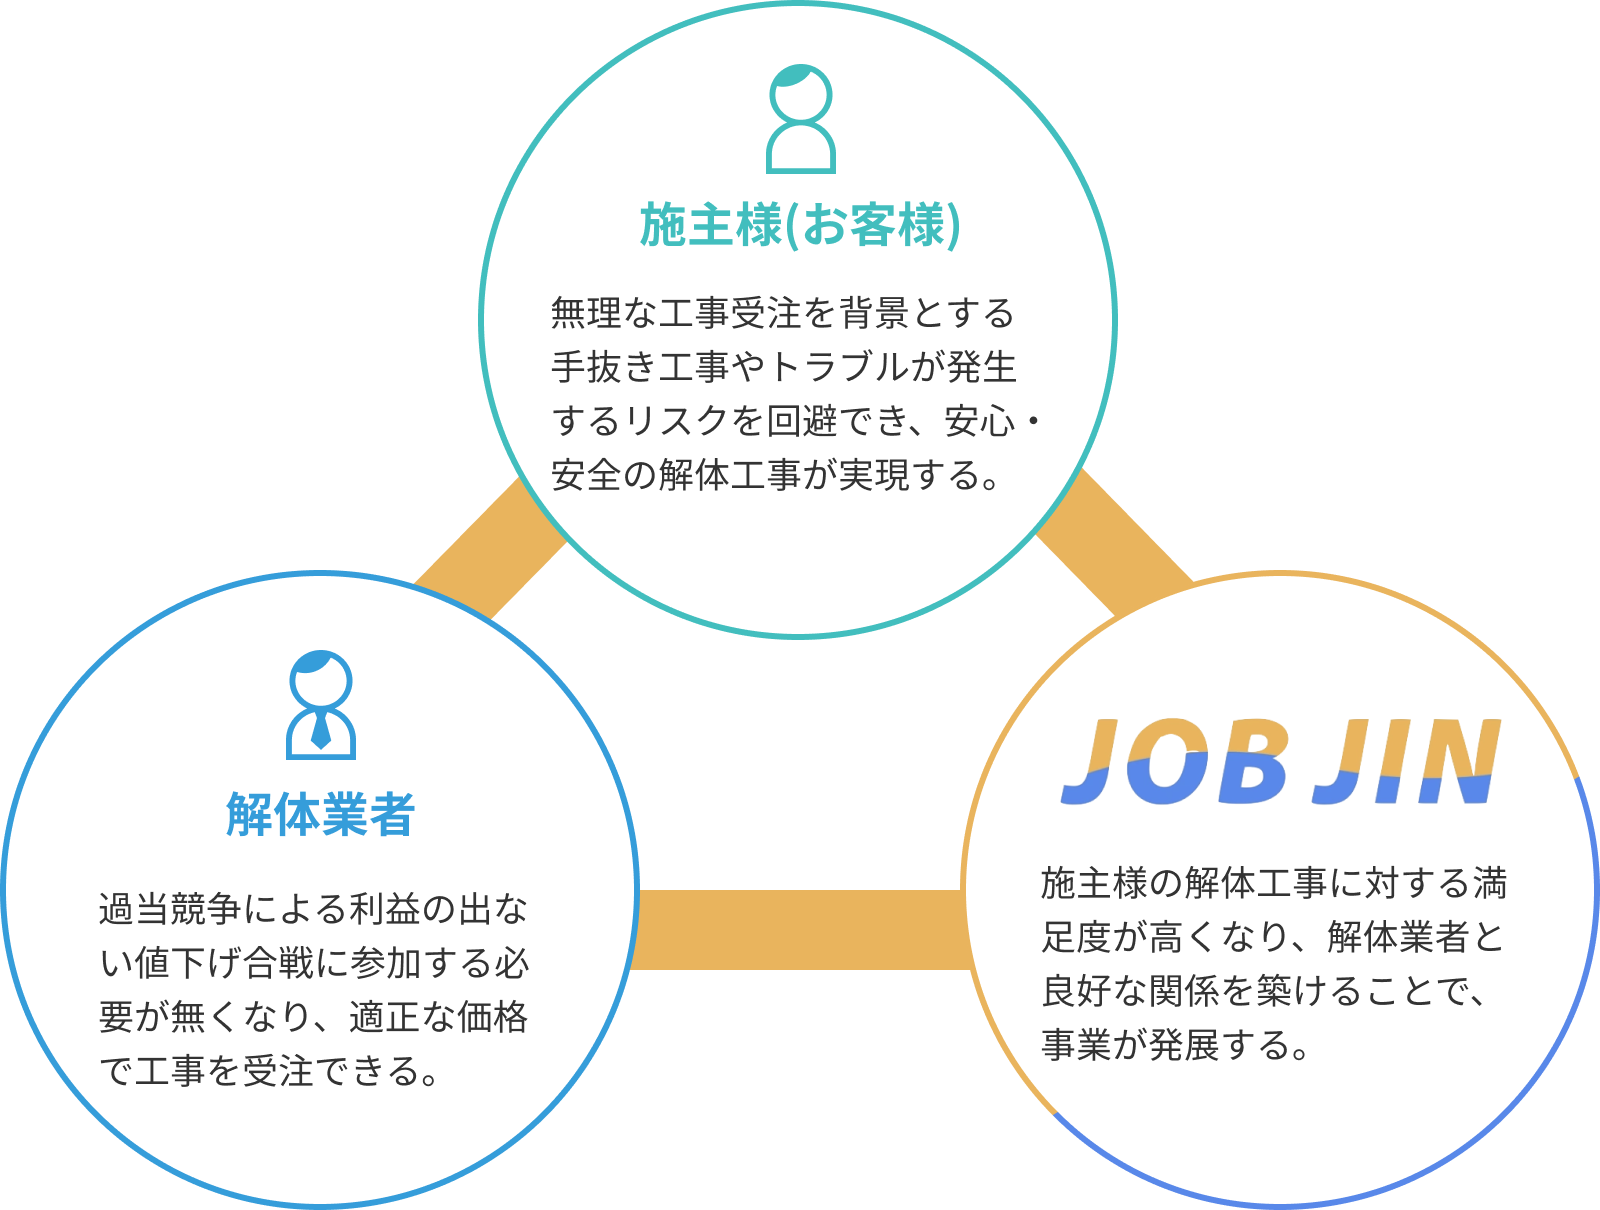 施主様(お客様)
無理な工事受注を背景とする
手抜き工事やトラブルが発生
するリスクを回避でき、安心・
安全の解体工事が実現する。
解体業者
過当競争による利益の出な
い値下げ合戦に参加する必
要が無くなり、適正な価格
で工事を受注できる。
JOB JIN
施主様の解体工事に対する満
足度が高くなり、解体業者と
良好な関係を築けることで、
事業が発展する。